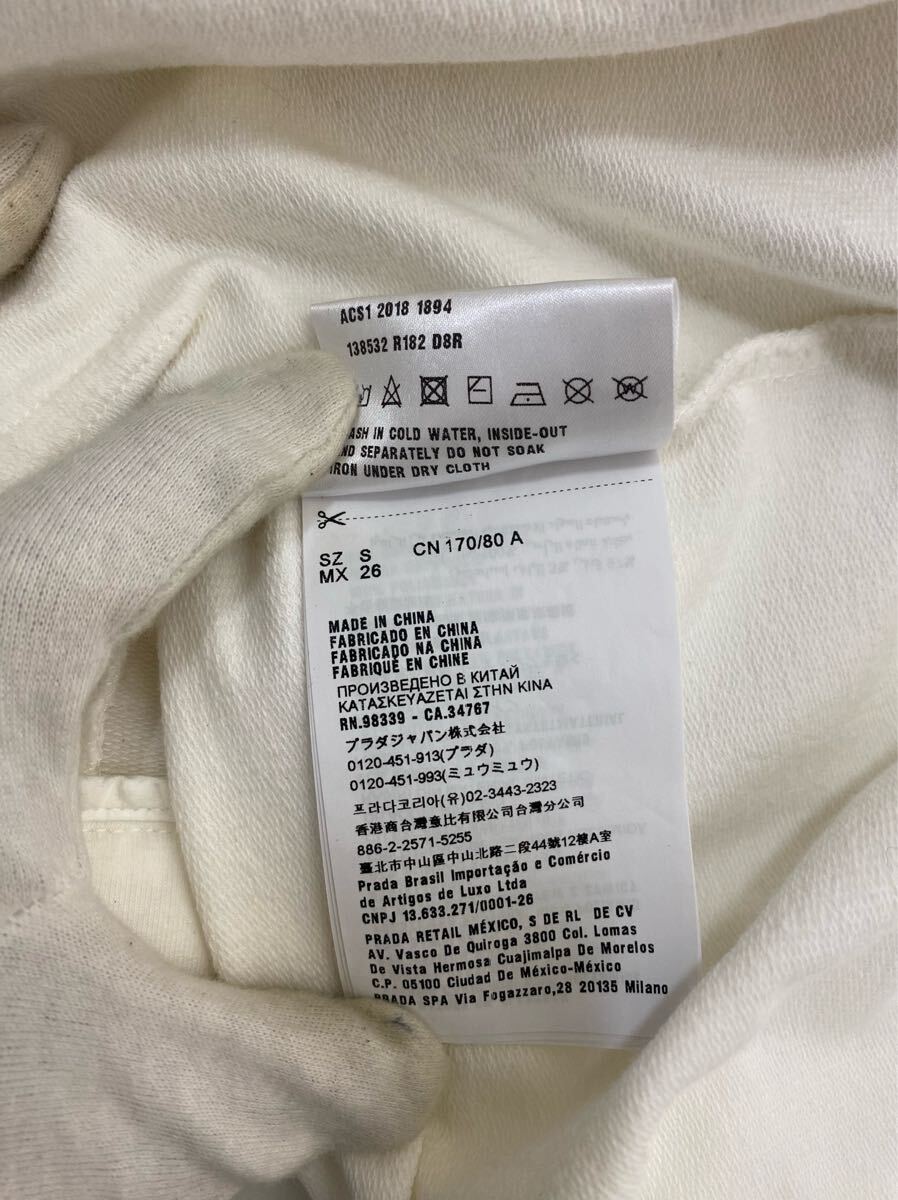 ACS1 2018 1894
138532 R182 D8R
IN COLD WATER, INSIDE-OUT
SEPARATELY DO NOT SOAK
IRON UNDER DRY CLOTH
SZ S CN 170/80 A
MX 26
MADE IN CHINA
FABRICADO EN CHINA
FABRICADO NA CHINA
FABRIQUÉ EN CHINE
ПРОИЗВЕДЕНО В КИТАЙ
ΚΑΤΑΣΚΕΥΑΖΕΤΑΙ ΣΤΗΝ ΚΙΝΑ
RN.98339 - CA.34767
プラダジャパン株式会社
0120-451-913(プラダ)
0120-451-993(ミュウミュウ)
프라다코리아(유)02-3443-2323
香港商台灣意比有限公司台灣分公司
886-2-2571-5255
臺北市中山區中山北路二段44號12樓A室
Prada Brasil Importação e Comércio
de Artigos de Luxo Ltda
CNPJ 13.633.271/0001-26
PRADA RETAIL MÉXICO, S DE RL DE CV
AV. Vasco De Quiroga 3800 Col. Lomas
De Vista Hermosa Cuajimalpa De Morelos
C.P. 05100 Ciudad De México-México
PRADA SPA Via Fogazzaro,28 20135 Milano